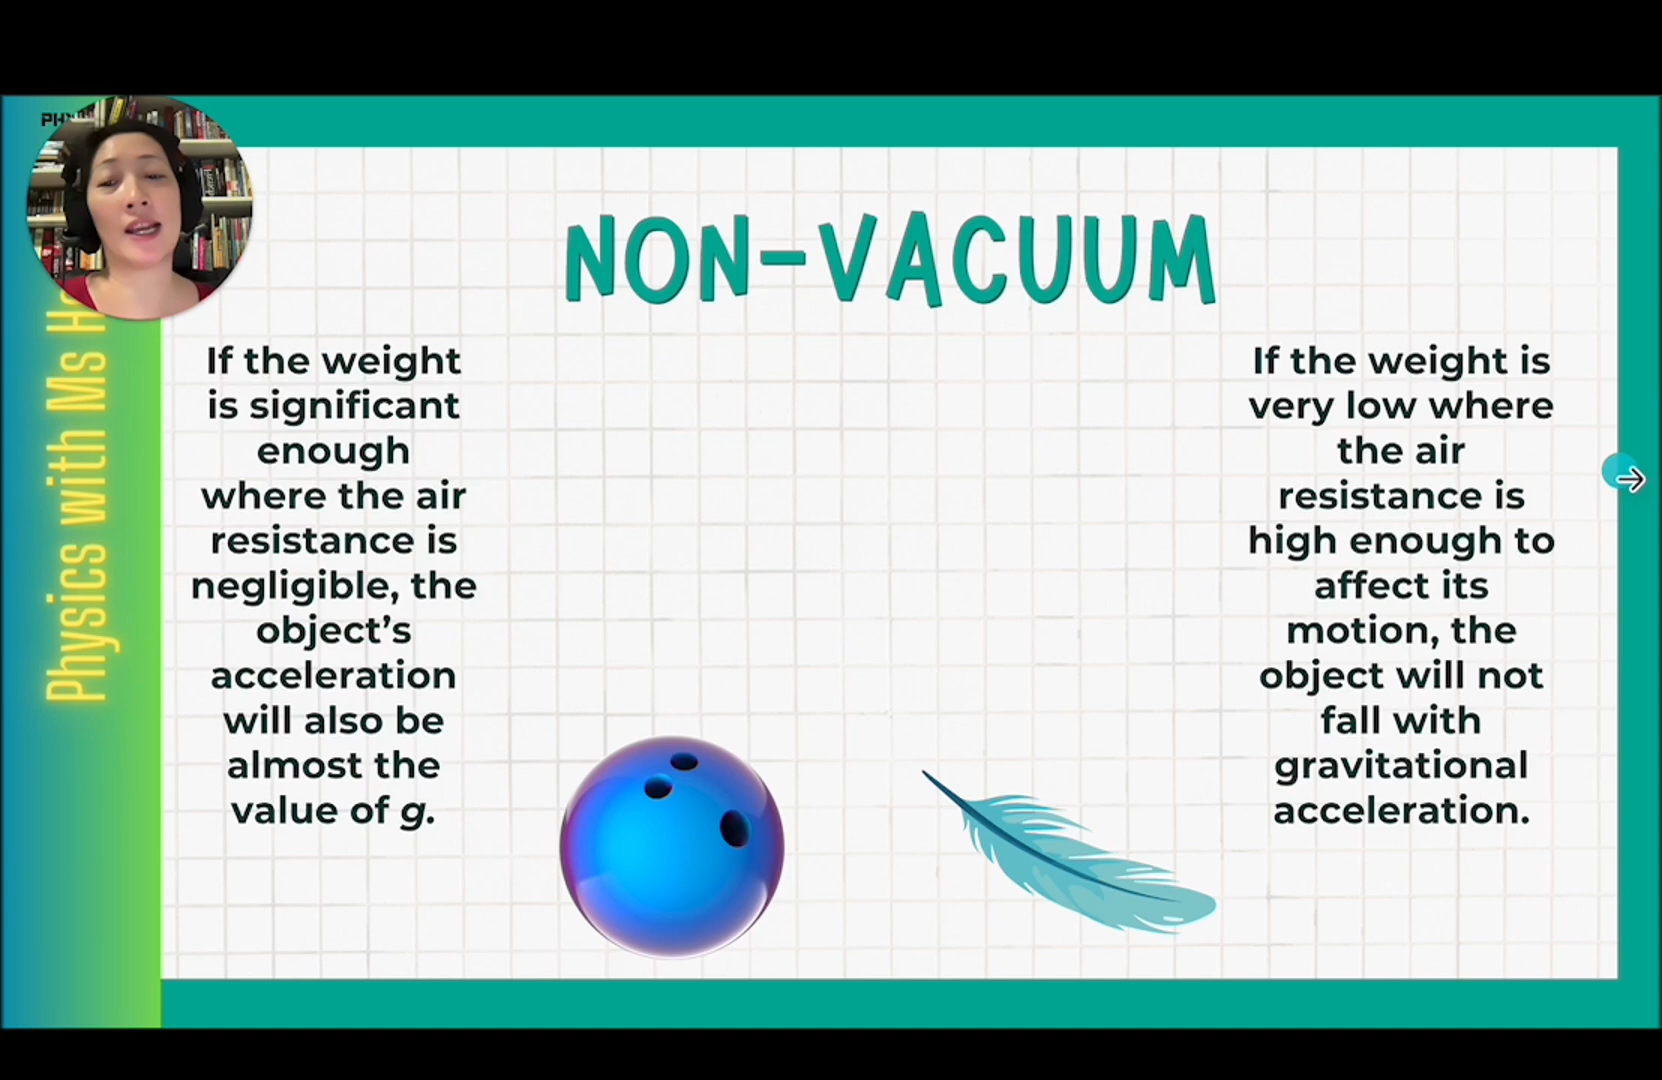 NON-VACUUM
If the weight
is significant
enough
where the air
resistance is
negligible, the
object’s
acceleration
will also be
almost the
value of g.
If the weight is
very low where
the air
resistance is
high enough to
affect its
motion, the
object will not
fall with
gravitational
acceleration.
Physics with Ms